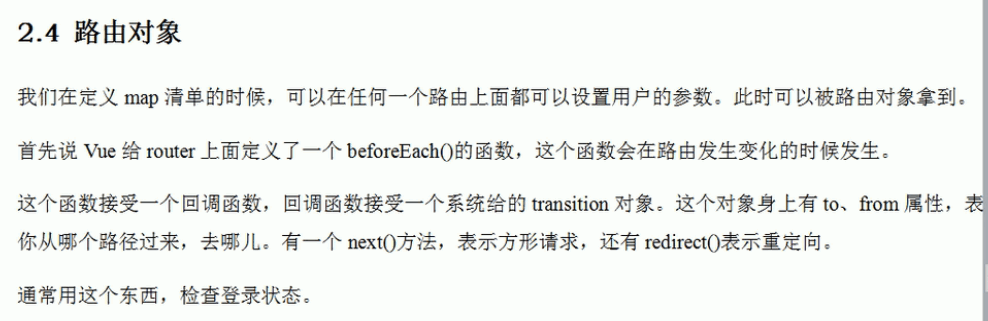 2.4 路由对象
我们在定义 map 清单的时候，可以在任何一个路由上面都可以设置用户的参数。此时可以被路由对象拿到。
首先说 Vue 给 router 上面定义了一个 beforeEach()的函数，这个函数会在路由发生变化的时候发生。
这个函数接受一个回调函数，回调函数接受一个系统给的 transition 对象。这个对象身上有 to、from 属性，表
你从哪个路径过来，去哪儿。有一个 next()方法，表示方形请求，还有 redirect()表示重定向。
通常用这个东西，检查登录状态。